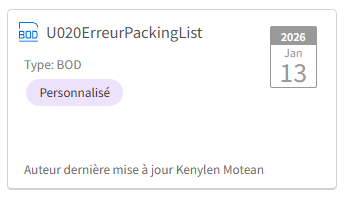 BOD
U020ErreurPackingList
2026
Jan
13
Type: BOD
Personnalisé
Auteur dernière mise à jour Kenylen Motean